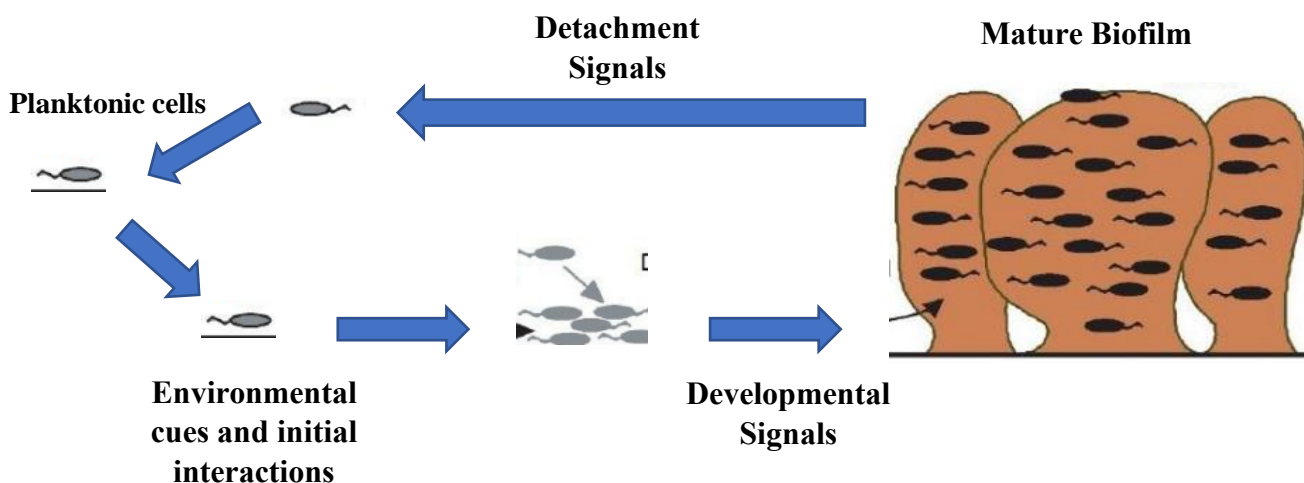 Detachment
Signals
Mature Biofilm
Planktonic cells
Environmental
cues and initial
interactions
Developmental
Signals